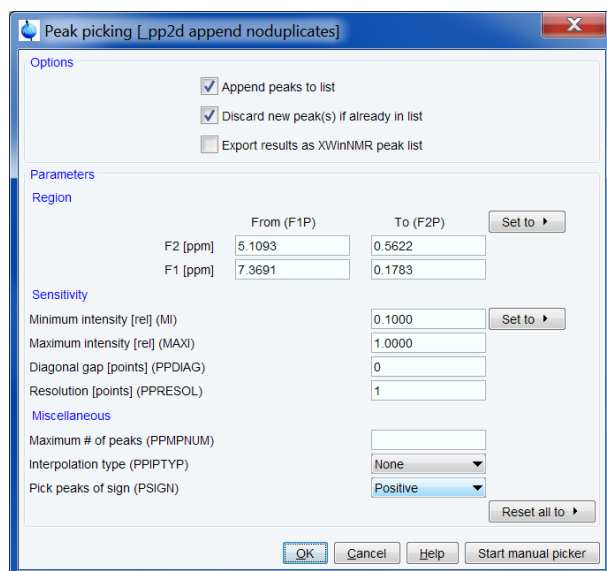 Peak picking [_pp2d append noduplicates]
Options
Append peaks to list
Discard new peak(s) if already in list
Export results as XWinNMR peak list
Parameters
Region
From (F1P) To (F2P) Set to
F2 [ppm] 5.1093 0.5622
F1 [ppm] 7.3691 0.1783
Sensitivity
Minimum intensity [rel] (MI) 0.1000 Set to
Maximum intensity [rel] (MAXI) 1.0000
Diagonal gap [points] (PPDIAG) 0
Resolution [points] (PPRESOL) 1
Miscellaneous
Maximum # of peaks (PPMPNUM)
Interpolation type (PPIPTYP) None
Pick peaks of sign (PSIGN) Positive
Reset all to
OK Cancel Help Start manual picker